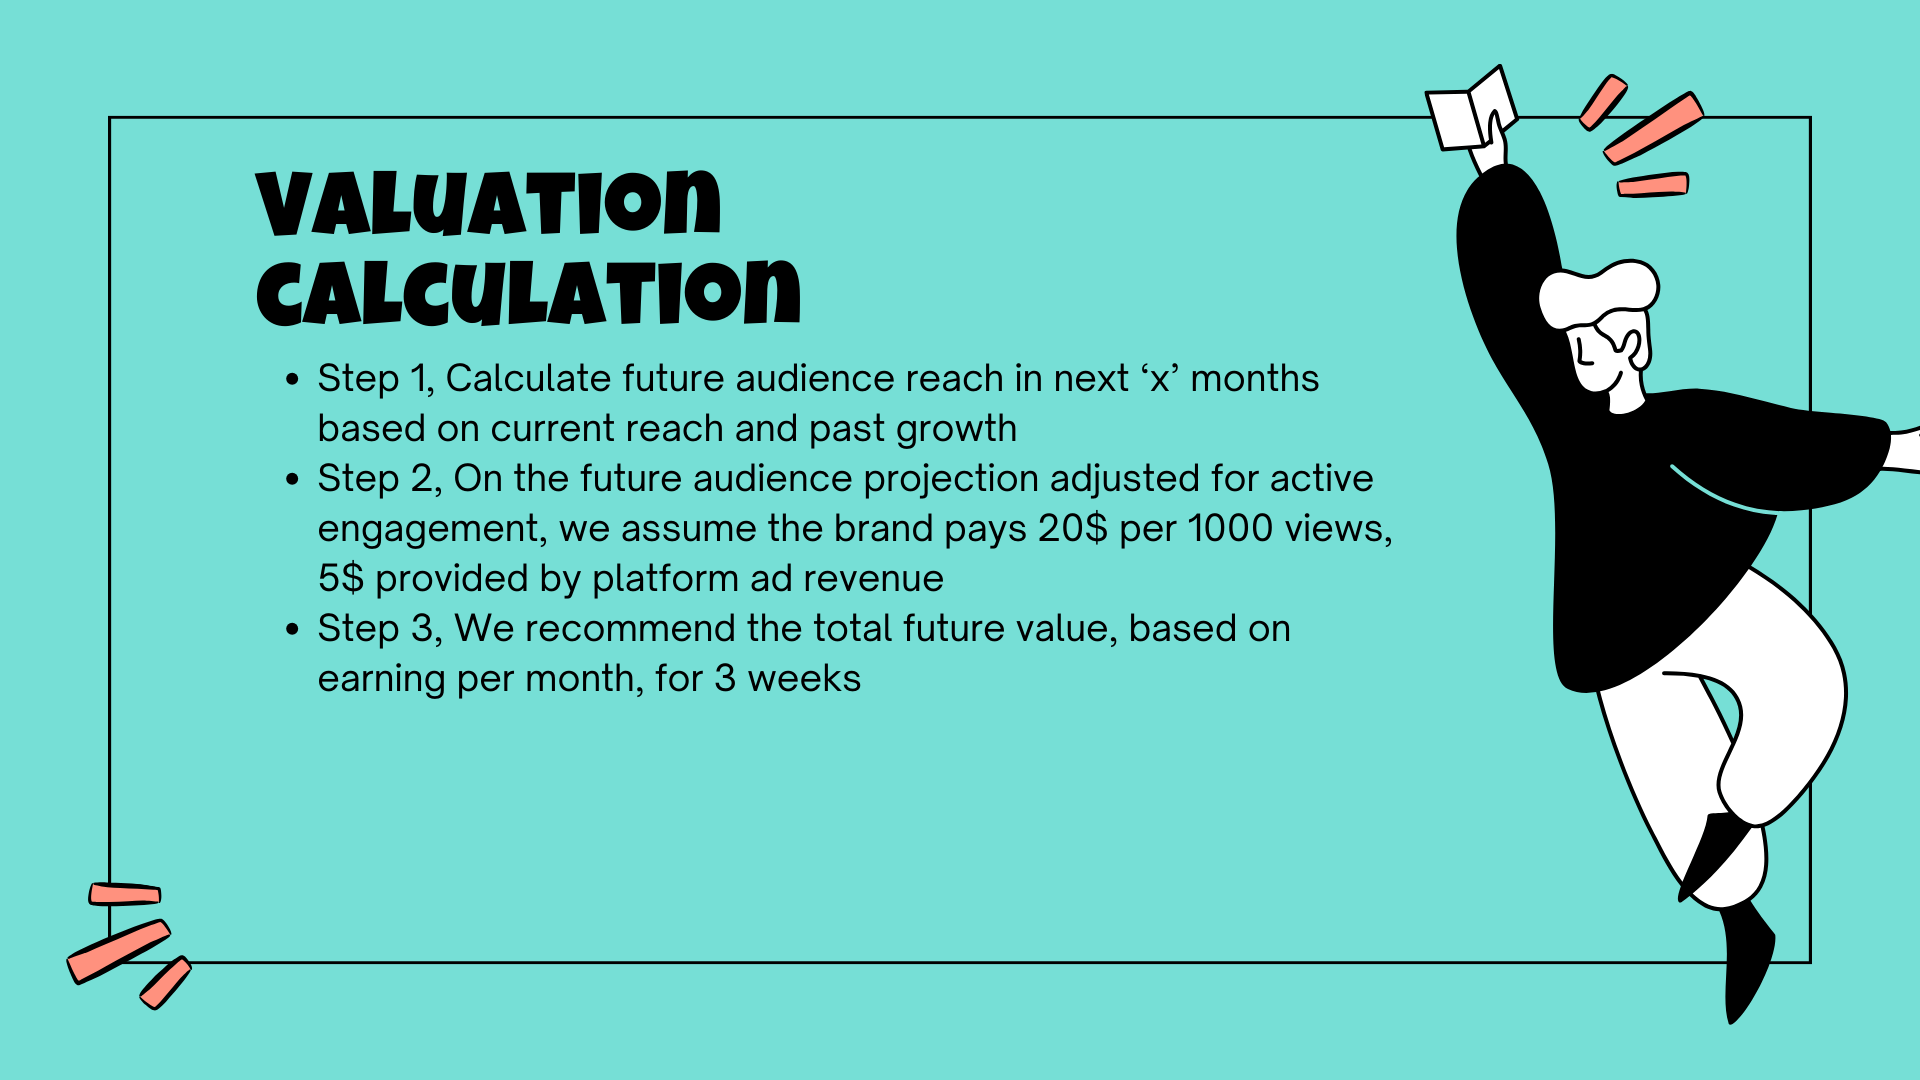 VALUATION
CALCULATION
• Step 1, Calculate future audience reach in next ‘x’ months
based on current reach and past growth
• Step 2, On the future audience projection adjusted for active
engagement, we assume the brand pays 20$ per 1000 views,
5$ provided by platform ad revenue
• Step 3, We recommend the total future value, based on
earning per month, for 3 weeks